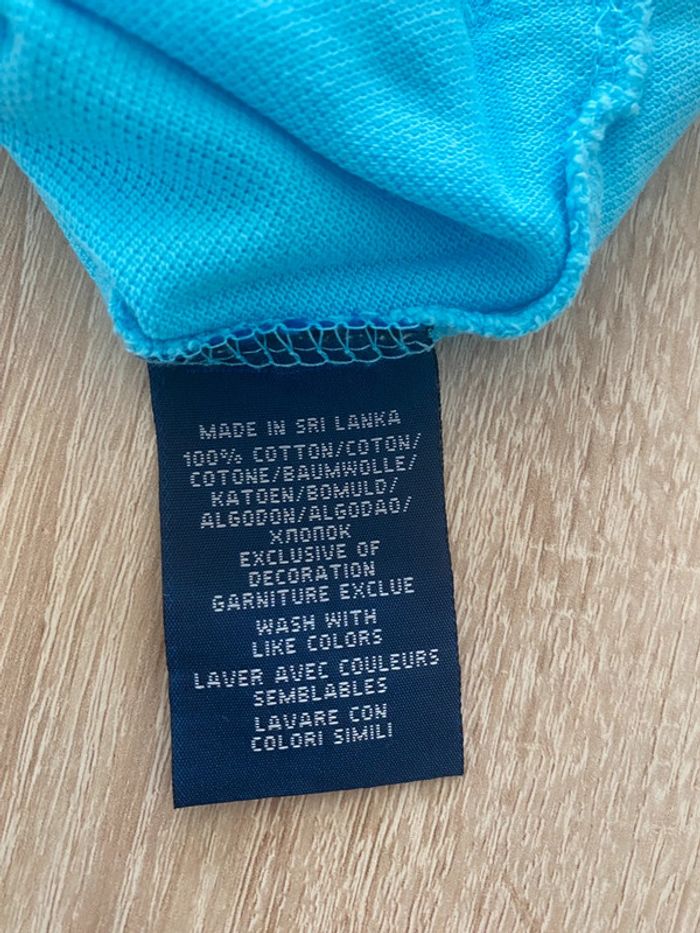 MADE IN SRI LANKA
100% COTTON/COTON/
COTONE/BAUMWOLLE/
KATOEN/BOMULD/
ALGODON/ALGODAO/
ХЛОПОК
EXCLUSIVE OF
DECORATION
GARNITURE EXCLUE
WASH WITH
LIKE COLORS
LAVER AVEC COULEURS
SEMBLABLES
LAVARE CON
COLORI SIMILI